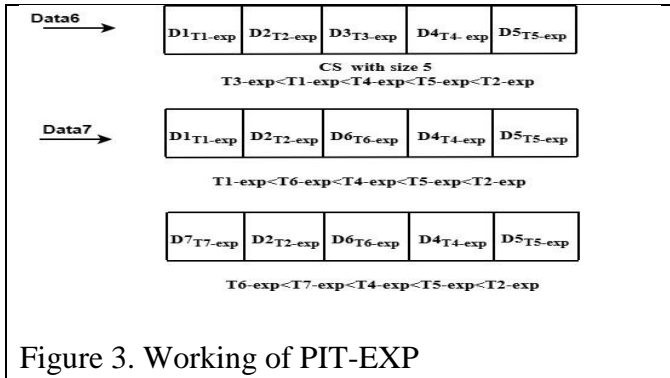 Data6
D1T1-exp D2T2-exp D3T3-exp D4T4- exp D5T5-exp
CS with size 5
T3-exp<T1-exp<T4-exp<T5-exp<T2-exp
Data7
D1T1-exp D2T2-exp D6T6-exp D4T4-exp D5T5-exp
T1-exp<T6-exp<T4-exp<T5-exp<T2-exp
D7T7-exp D2T2-exp D6T6-exp D4T4-exp D5T5-exp
T6-exp<T7-exp<T4-exp<T5-exp<T2-exp
Figure 3. Working of PIT-EXP